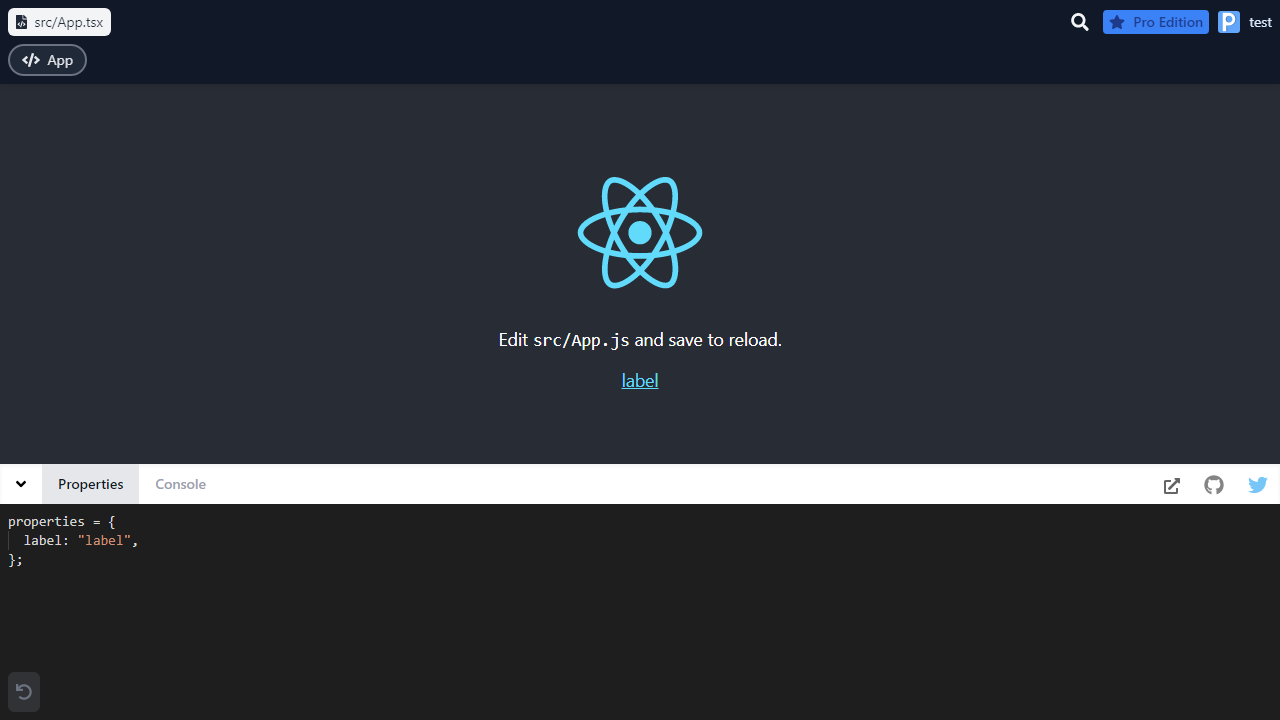 src/App.tsx
Pro Edition
test
App
Edit src/App.js and save to reload.
label
Properties
Console
properties = {
  label: "label",
};